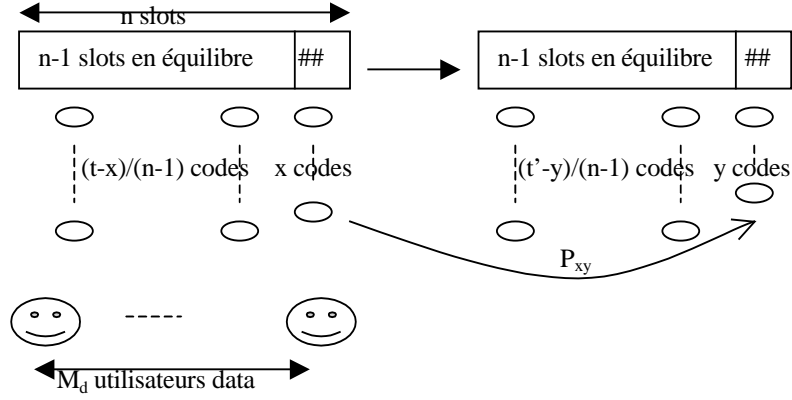 n slots
n-1 slots en équilibre ## n-1 slots en équilibre ##
(t-x)/(n-1) codes x codes (t’-y)/(n-1) codes y codes
Pxy
Md utilisateurs data